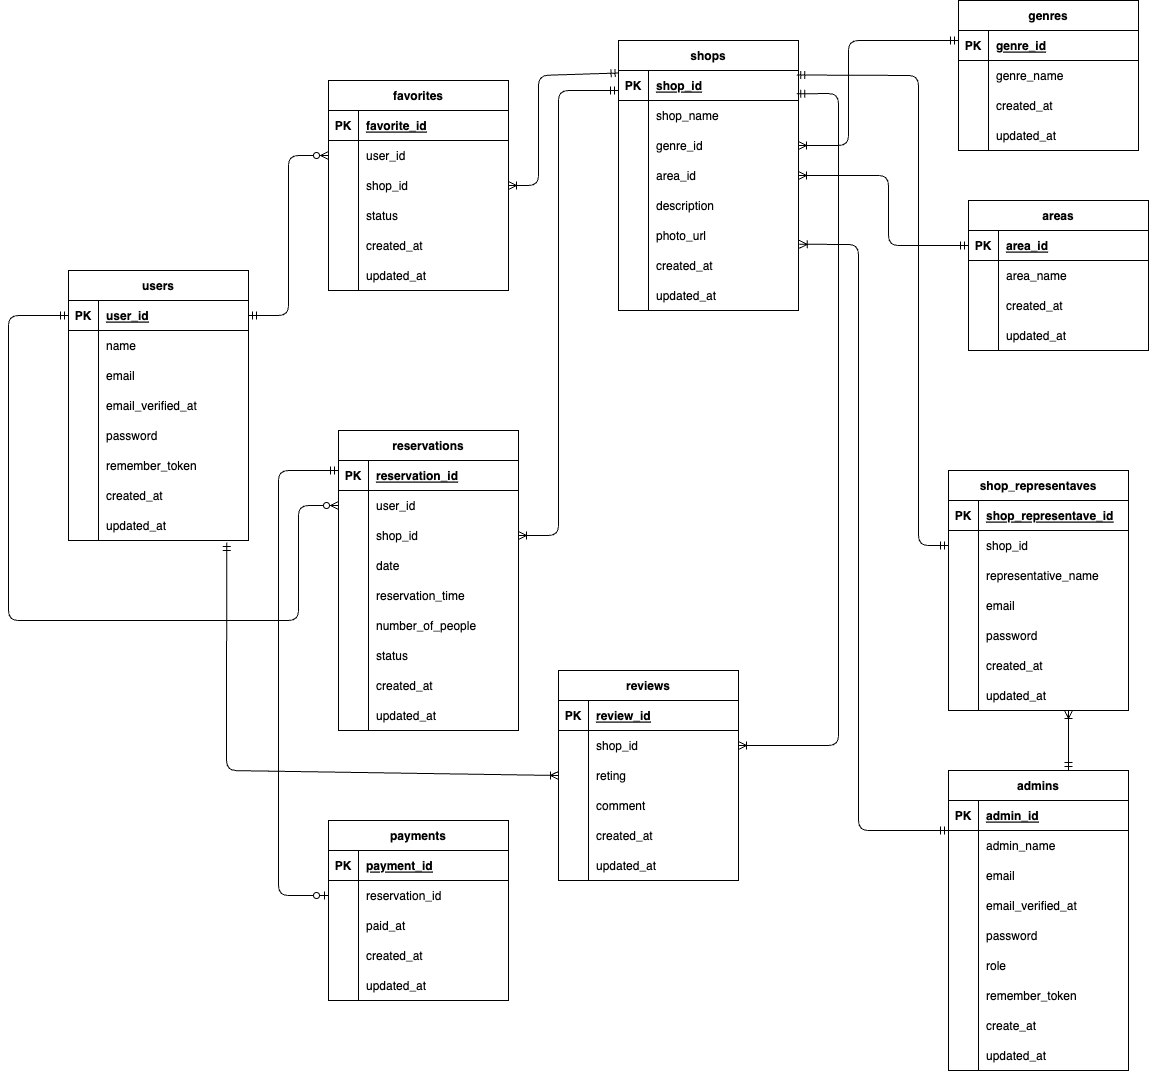 genres
PK genre_id
genre_name
created_at
updated_at
shops
PK shop_id
shop_name
genre_id
area_id
description
photo_url
created_at
updated_at
favorites
PK favorite_id
user_id
shop_id
status
created_at
updated_at
areas
PK area_id
area_name
created_at
updated_at
users
PK user_id
name
email
email_verified_at
password
remember_token
created_at
updated_at
reservations
PK reservation_id
user_id
shop_id
date
reservation_time
number_of_people
status
created_at
updated_at
shop_representaves
PK shop_representave_id
shop_id
representative_name
email
password
created_at
updated_at
reviews
PK review_id
shop_id
reting
comment
created_at
updated_at
payments
PK payment_id
reservation_id
paid_at
created_at
updated_at
admins
PK admin_id
admin_name
email
email_verified_at
password
role
remember_token
create_at
updated_at